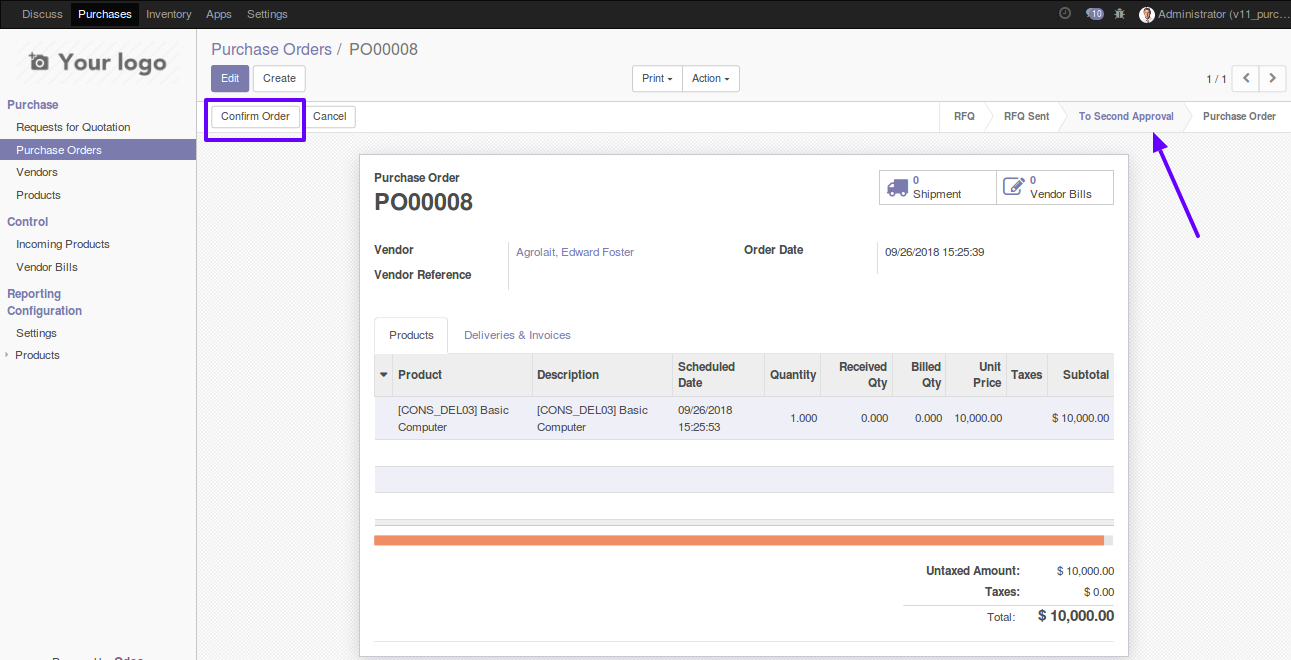 Discuss Purchases Inventory Apps Settings
10 Administrator (v11_purc...
Your logo
Purchase
Requests for Quotation
Purchase Orders
Vendors
Products
Control
Incoming Products
Vendor Bills
Reporting
Configuration
Settings
Products
Purchase Orders / PO00008
Edit Create
Print Action
1 / 1
Confirm Order Cancel
RFQ RFQ Sent To Second Approval Purchase Order
Purchase Order
PO00008
0
Shipment
0
Vendor Bills
Vendor Agrolait, Edward Foster
Vendor Reference
Order Date 09/26/2018 15:25:39
Products Deliveries & Invoices
Product Description Scheduled Date Quantity Received Qty Billed Qty Unit Price Taxes Subtotal
[CONS_DEL03] Basic Computer [CONS_DEL03] Basic Computer 09/26/2018 15:25:53 1.000 0.000 0.000 10,000.00 $ 10,000.00
Untaxed Amount: $ 10,000.00
Taxes: $ 0.00
Total: $ 10,000.00